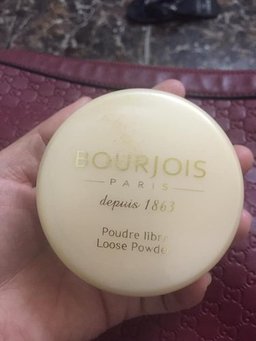 BOURJOIS
PARIS
depuis 1863
Poudre libre
Loose Powder